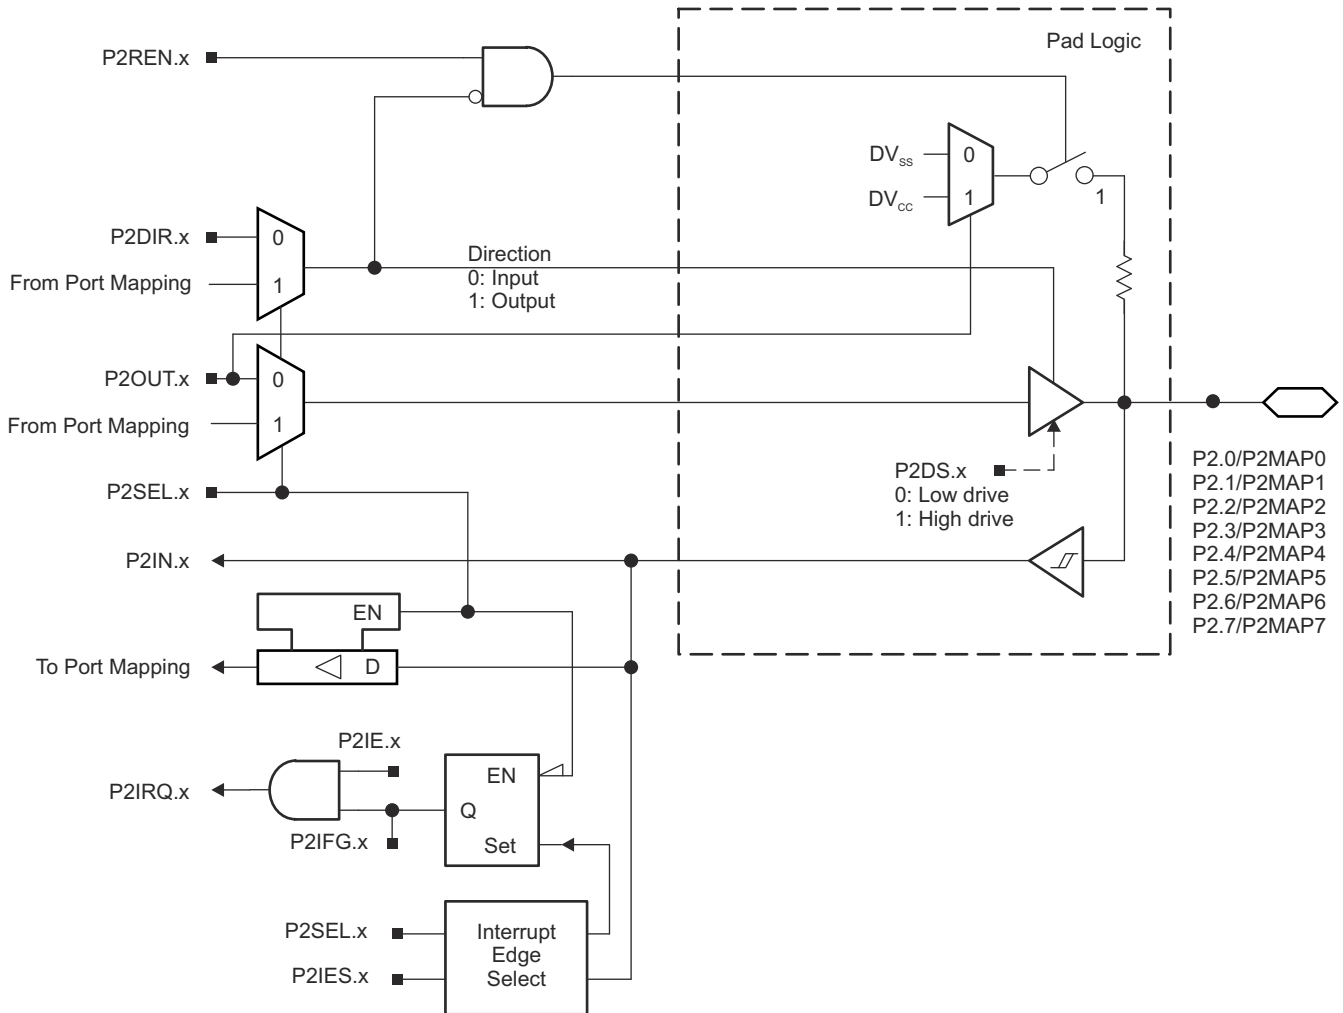 Pad Logic
P2REN.x
DVSS
0
DVCC
1
1
P2DIR.x
0
From Port Mapping
1
Direction
0: Input
1: Output
P2OUT.x
0
From Port Mapping
1
P2SEL.x
P2DS.x
0: Low drive
1: High drive
P2.0/P2MAP0
P2.1/P2MAP1
P2.2/P2MAP2
P2.3/P2MAP3
P2.4/P2MAP4
P2.5/P2MAP5
P2.6/P2MAP6
P2.7/P2MAP7
P2IN.x
EN
To Port Mapping
D
P2IE.x
P2IRQ.x
P2IFG.x
EN
Q
Set
P2SEL.x
P2IES.x
Interrupt
Edge
Select